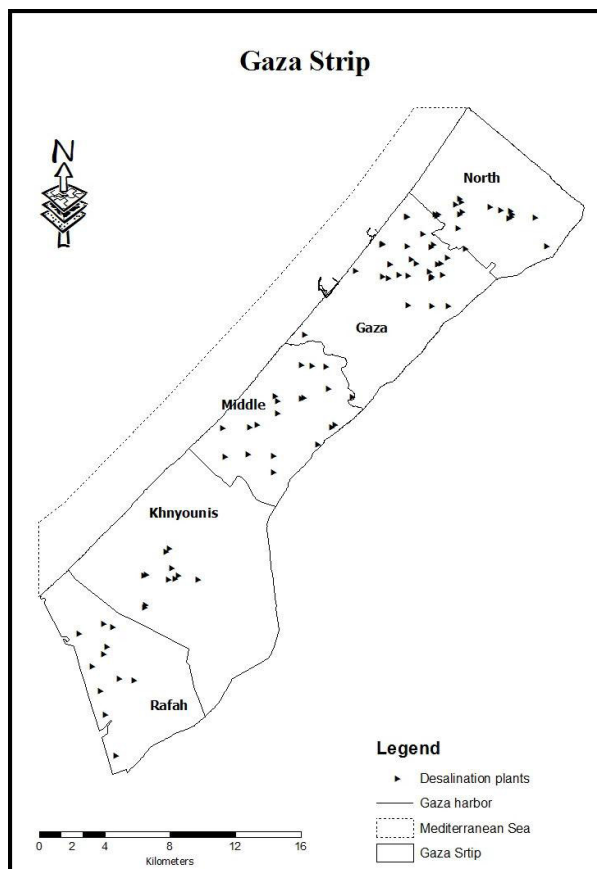 Gaza Strip
N
North
Gaza
Middle
Khnyounis
Rafah
Legend
Desalination plants
Gaza harbor
Mediterranean Sea
Gaza Srtip
0 2 4 8 12 16
Kilometers